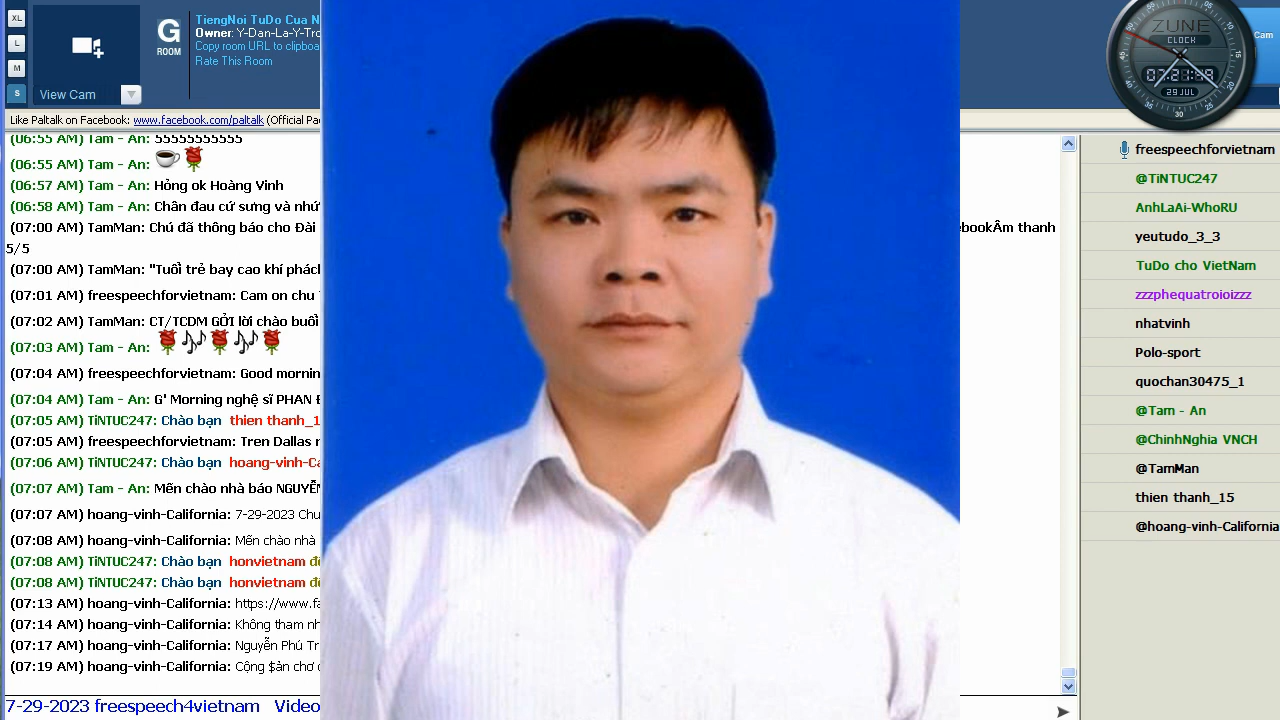 XL
L
M
S
View Cam
G
ROOM
TiengNoi TuDo Cua N
Owner: Y-Dan-La-Y-Tro
Copy room URL to clipboa
Rate This Room
Like Paltalk on Facebook: www.facebook.com/paltalk (Official Pa
ZUNE
CLOCK
29 JUL
Cam
(06:55 AM) Tam - An: 55555555555
(06:55 AM) Tam - An:
(06:57 AM) Tam - An: Hỏng ok Hoàng Vinh
(06:58 AM) Tam - An: Chân đau cứ sưng và như
(07:00 AM) TamMan: Chú đã thông báo cho Đài
ebookÂm thanh
5/5
(07:00 AM) TamMan: "Tuổi trẻ bay cao khí phách
(07:01 AM) freespeechforvietnam: Cam on chu
(07:02 AM) TamMan: CT/TCDM GỞI lời chào buổi
(07:03 AM) Tam - An:
(07:04 AM) freespeechforvietnam: Good mornin
(07:04 AM) Tam - An: G' Morning nghệ sĩ PHAN
(07:05 AM) TiNTUC247: Chào bạn thien thanh_1
(07:05 AM) freespeechforvietnam: Tren Dallas
(07:06 AM) TiNTUC247: Chào bạn hoang-vinh-Ca
(07:07 AM) Tam - An: Mến chào nhà báo NGUYỄN
(07:07 AM) hoang-vinh-California: 7-29-2023 Chu
(07:08 AM) hoang-vinh-California: Mến chào nhà
(07:08 AM) TiNTUC247: Chào bạn honvietnam
(07:08 AM) TiNTUC247: Chào bạn honvietnam
(07:13 AM) hoang-vinh-California: https://www.fa
(07:14 AM) hoang-vinh-California: Không tham nh
(07:17 AM) hoang-vinh-California: Nguyễn Phú Tr
(07:19 AM) hoang-vinh-California: Cộng $ản chơ
7-29-2023 freespeech4vietnam Video
freespeechforvietnam
@TiNTUC247
AnhLaAi-WhoRU
yeutudo_3_3
TuDo cho VietNam
zzzphequatroioizzz
nhatvinh
Polo-sport
quochan30475_1
@Tam - An
@ChinhNghia VNCH
@TamMan
thien thanh_15
@hoang-vinh-California